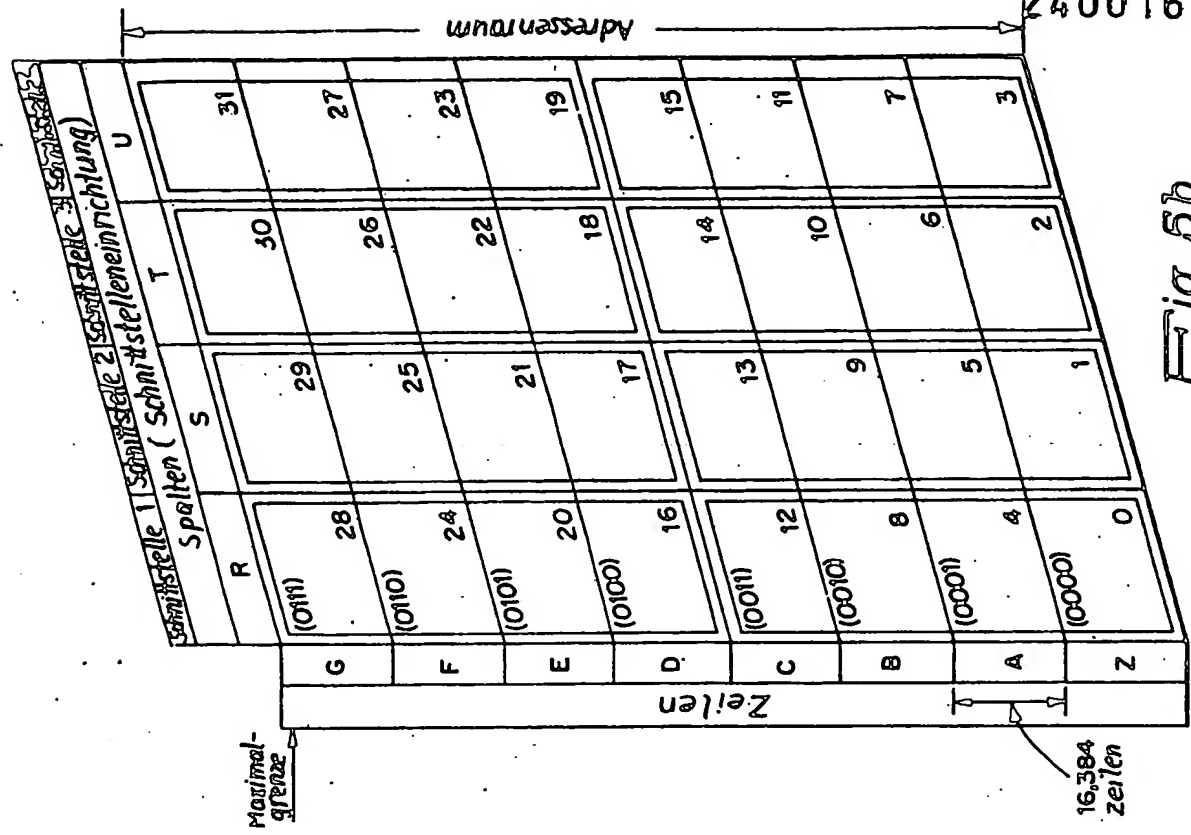 Schnittstelle 1 | Schnittstelle 2 | Schnittstelle 3 |
Spalten ( Schnittstelleneinrichtung)
R S T U
Maximal-
grenze
Zeilen
Adressenraum
G (0111) 28 29 30 31
F (0110) 24 25 26 27
E (0101) 20 21 22 23
D (0100) 16 17 18 19
C (0011) 12 13 14 15
B (0010) 8 9 10 11
A (0001) 4 5 6 7
Z (0000) 0 1 2 3
16,384
zeilen
Fig. 5b